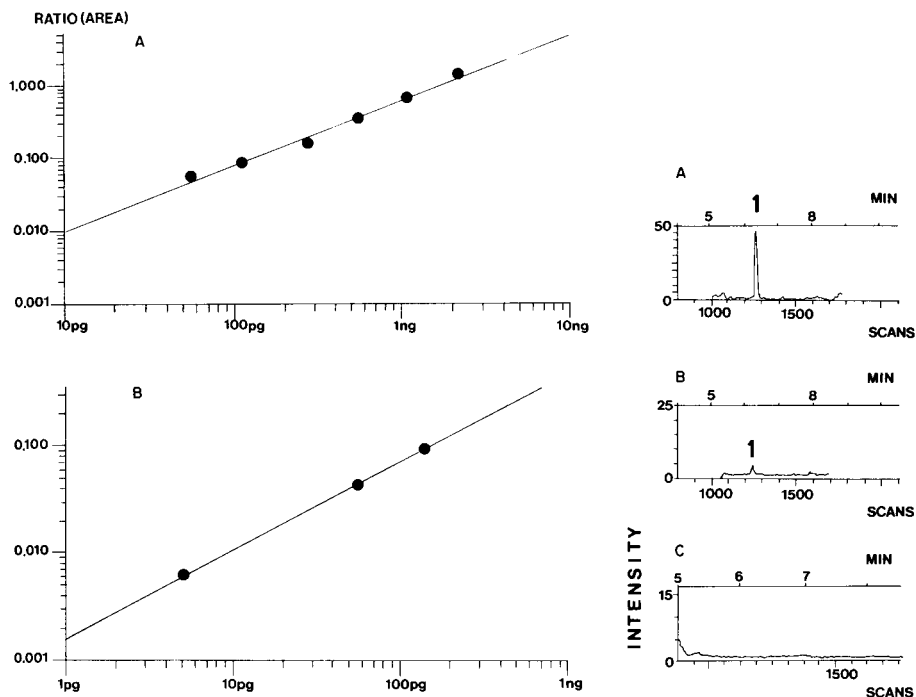 RATIO (AREA)
A
1,000
0.100
0.010
0.001
10pg 100pg 1ng 10ng
B
0,100
0,010
0.001
1pg 10pg 100pg 1ng
A
1
MIN
5 8
50
0
1000 1500
SCANS
B
MIN
5 8
25
1
0
1000 1500
SCANS
INTENSITY
C
MIN
5 6 7
15
0
1500
SCANS